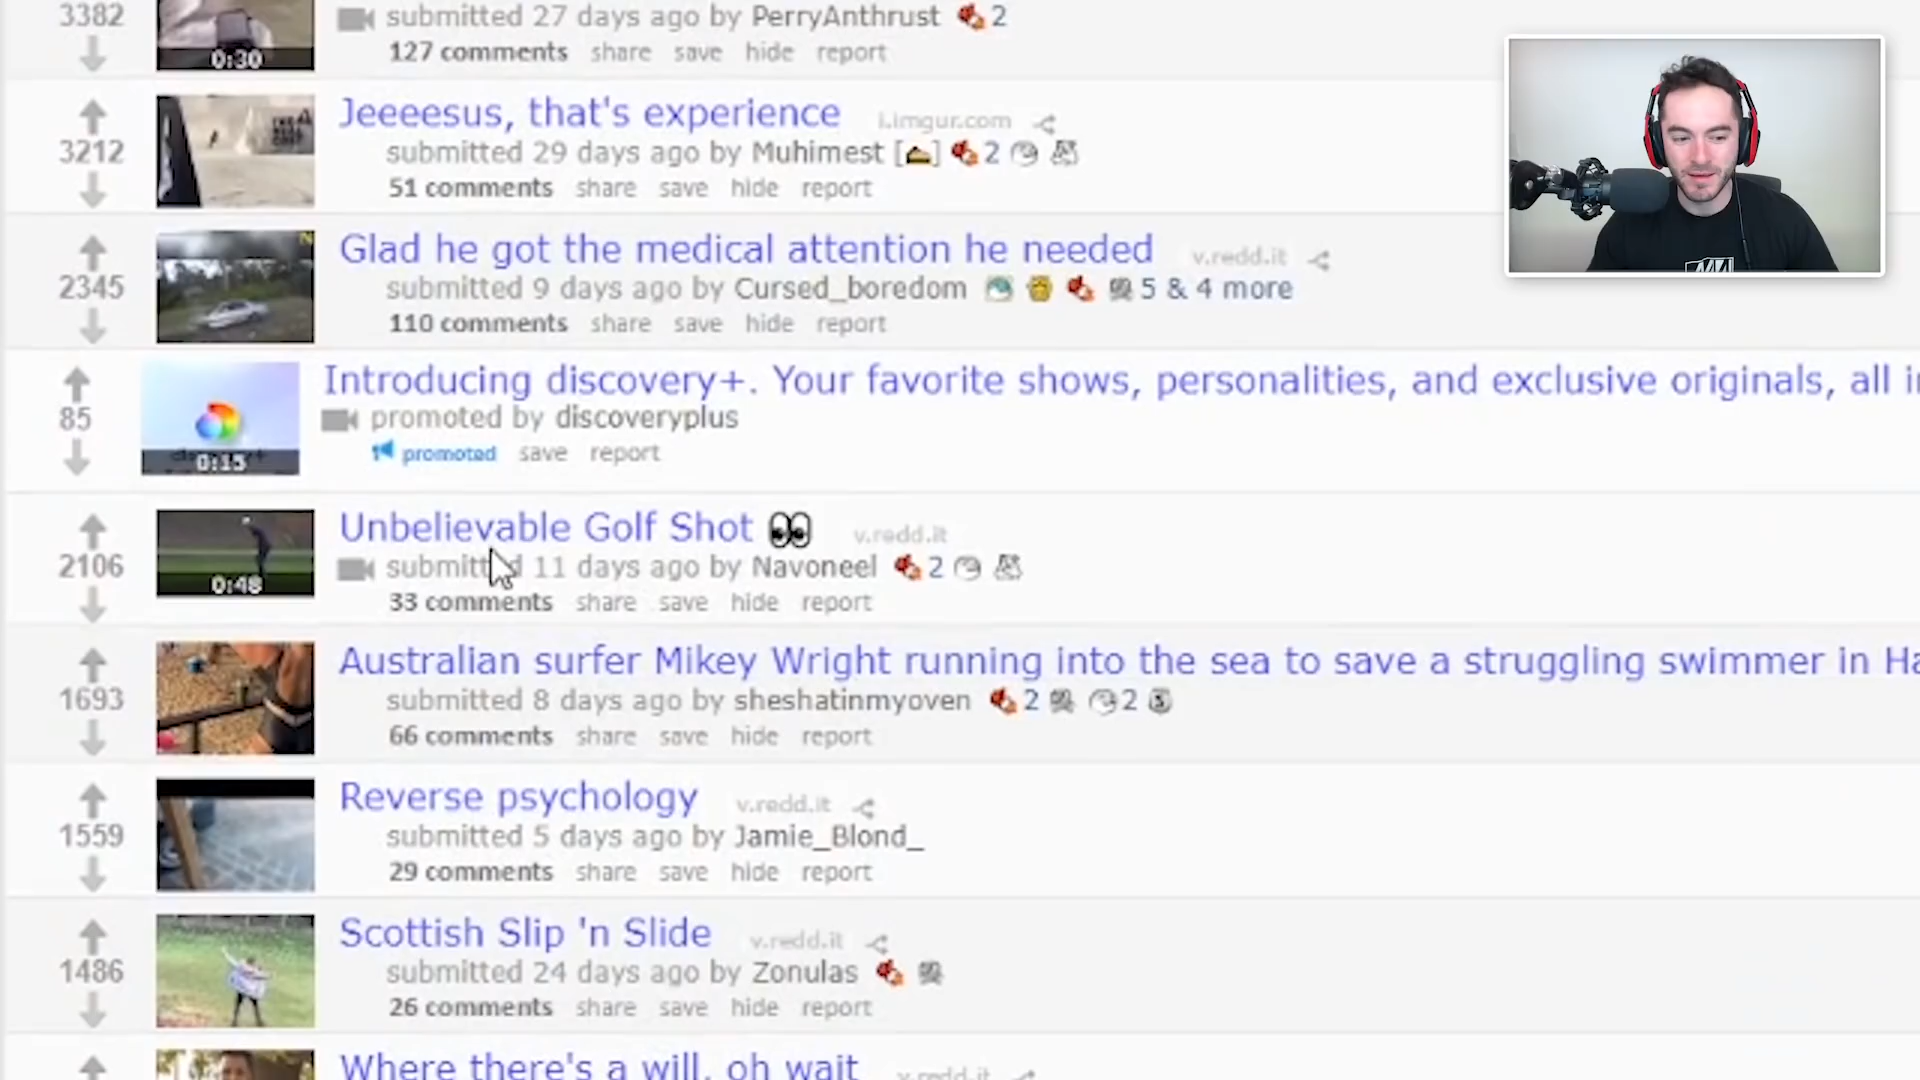 3382
submitted 27 days ago by PerryAnthrust 2
0:30
127 comments share save hide report
Jeeeesus, that's experience i.imgur.com
3212
submitted 29 days ago by Muhimest [ ] 2
51 comments share save hide report
Glad he got the medical attention he needed v.redd.it
2345
submitted 9 days ago by Cursed_boredom 5 & 4 more
110 comments share save hide report
Introducing discovery+. Your favorite shows, personalities, and exclusive originals, all i
85
promoted by discoveryplus
0:15
promoted save report
Unbelievable Golf Shot 👀 v.redd.it
2106
submitted 11 days ago by Navoneel 2
0:48
33 comments share save hide report
Australian surfer Mikey Wright running into the sea to save a struggling swimmer in Ha
1693
submitted 8 days ago by sheshatinmyoven 2 2
66 comments share save hide report
Reverse psychology v.redd.it
1559
submitted 5 days ago by Jamie_Blond_
29 comments share save hide report
Scottish Slip 'n Slide v.redd.it
1486
submitted 24 days ago by Zonulas
26 comments share save hide report
Where there's a will, oh wait v.redd.it